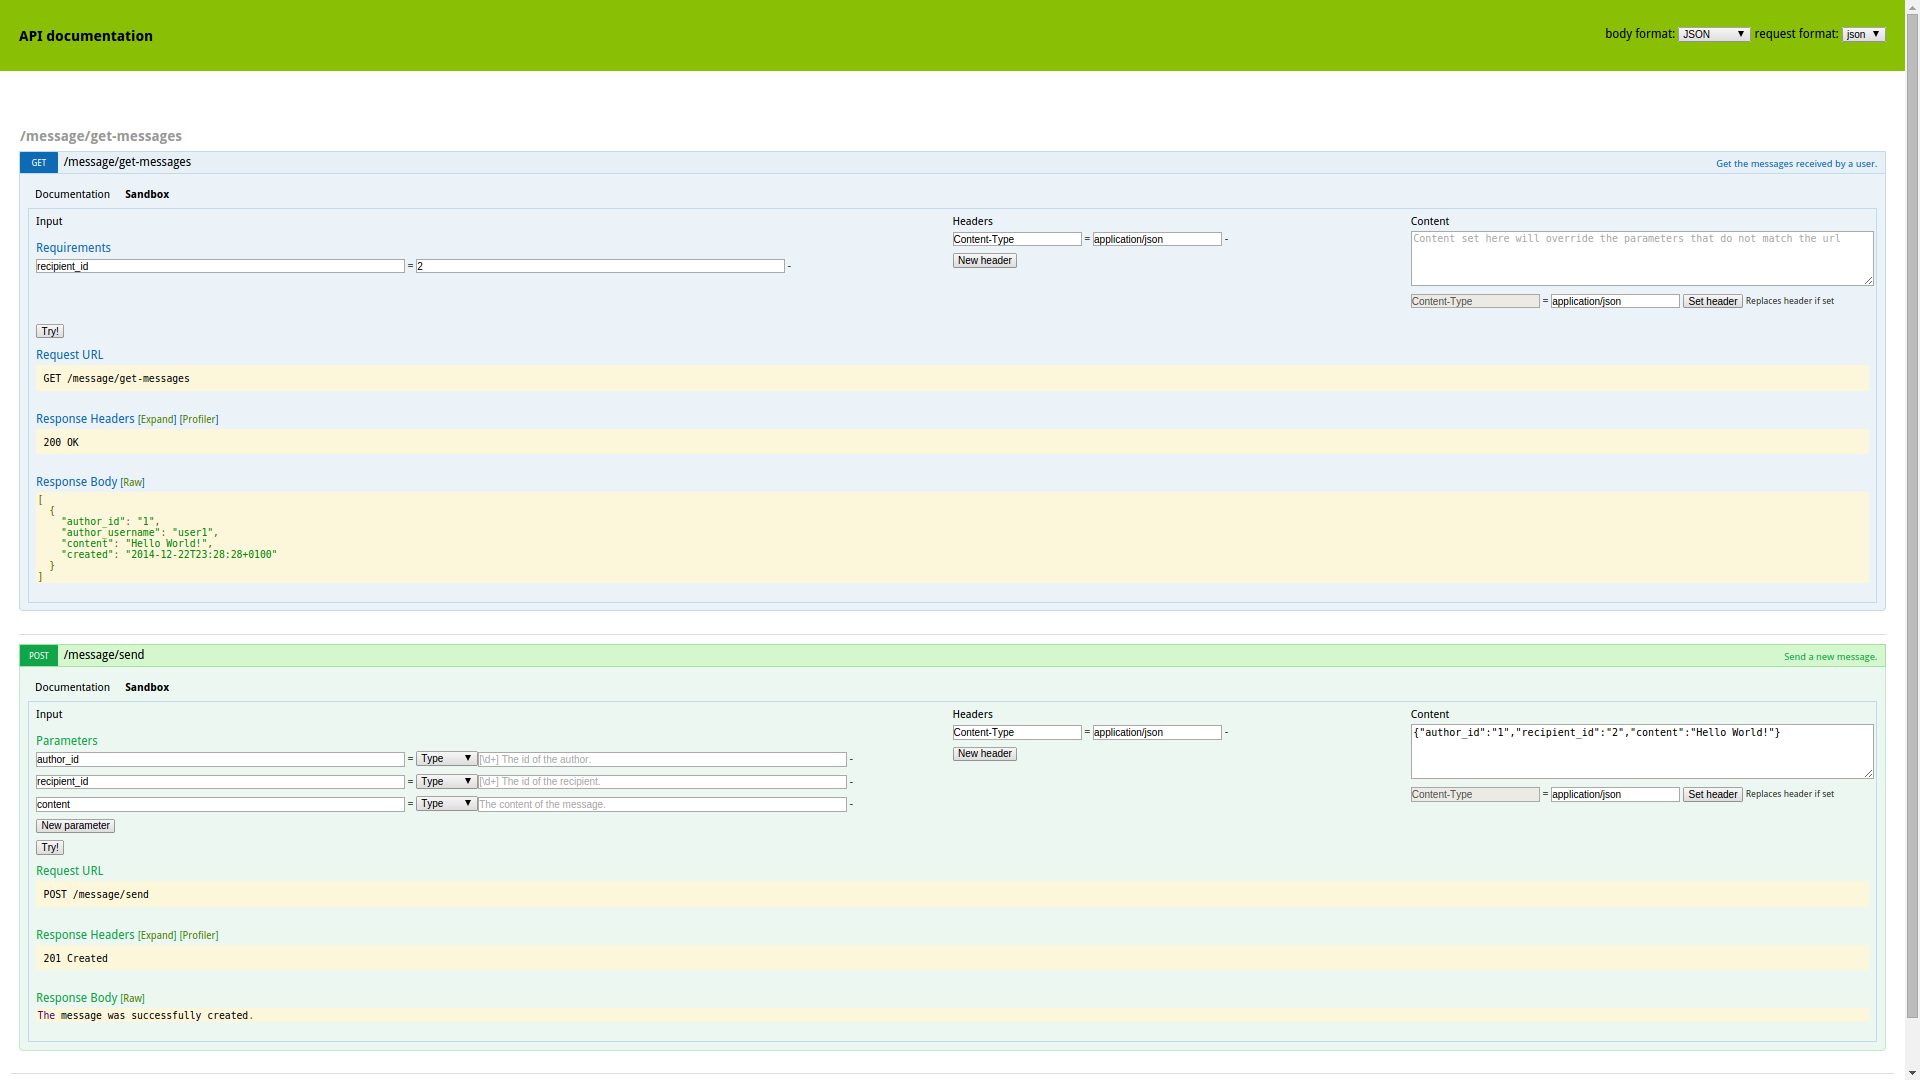 API documentation
body format: JSON request format: json
/message/get-messages
GET /message/get-messages Get the messages received by a user.
Documentation Sandbox
Input Headers Content
Requirements Content-Type = application/json - Content set here will override the parameters that do not match the url
recipient_id = 2 - New header
Content-Type = application/json Set header Replaces header if set
Try!
Request URL
GET /message/get-messages
Response Headers [Expand] [Profiler]
200 OK
Response Body [Raw]
[
{
"author_id": "1",
"author_username": "user1",
"content": "Hello World!",
"created": "2014-12-22T23:28:28+0100"
}
]
POST /message/send Send a new message.
Documentation Sandbox
Input Headers Content
Parameters Content-Type = application/json - {"author_id":"1","recipient_id":"2","content":"Hello World!"}
author_id = Type [\d+] The id of the author. - New header
recipient_id = Type [\d+] The id of the recipient. -
content = Type The content of the message. - Content-Type = application/json Set header Replaces header if set
New parameter
Try!
Request URL
POST /message/send
Response Headers [Expand] [Profiler]
201 Created
Response Body [Raw]
The message was successfully created.